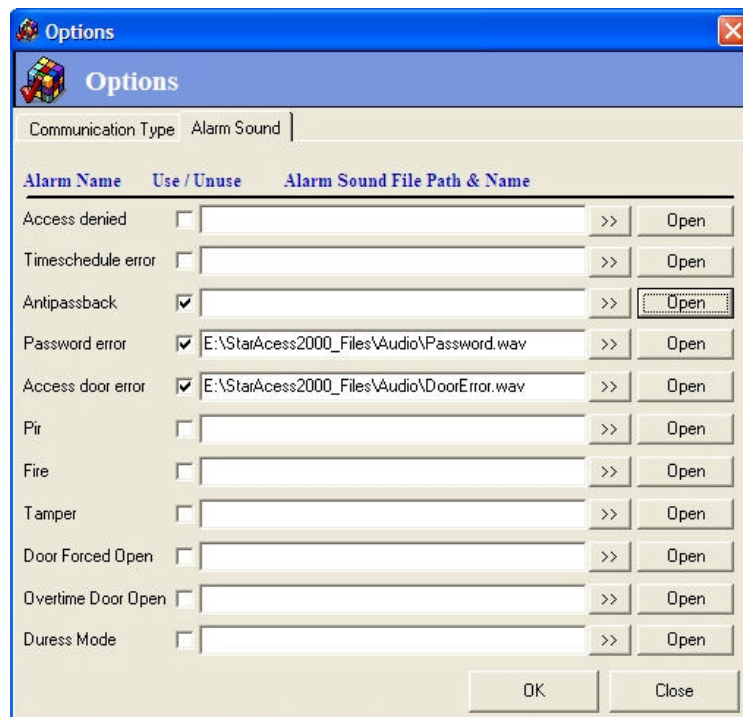 Options
Options
Communication Type Alarm Sound
Alarm Name Use / Unuse Alarm Sound File Path & Name
Access denied >> Open
Timeschedule error >> Open
Antipassback >> Open
Password error E:\StarAcess2000_Files\Audio\Password.wav >> Open
Access door error E:\StarAcess2000_Files\Audio\DoorError.wav >> Open
Pir >> Open
Fire >> Open
Tamper >> Open
Door Forced Open >> Open
Overtime Door Open >> Open
Duress Mode >> Open
OK Close